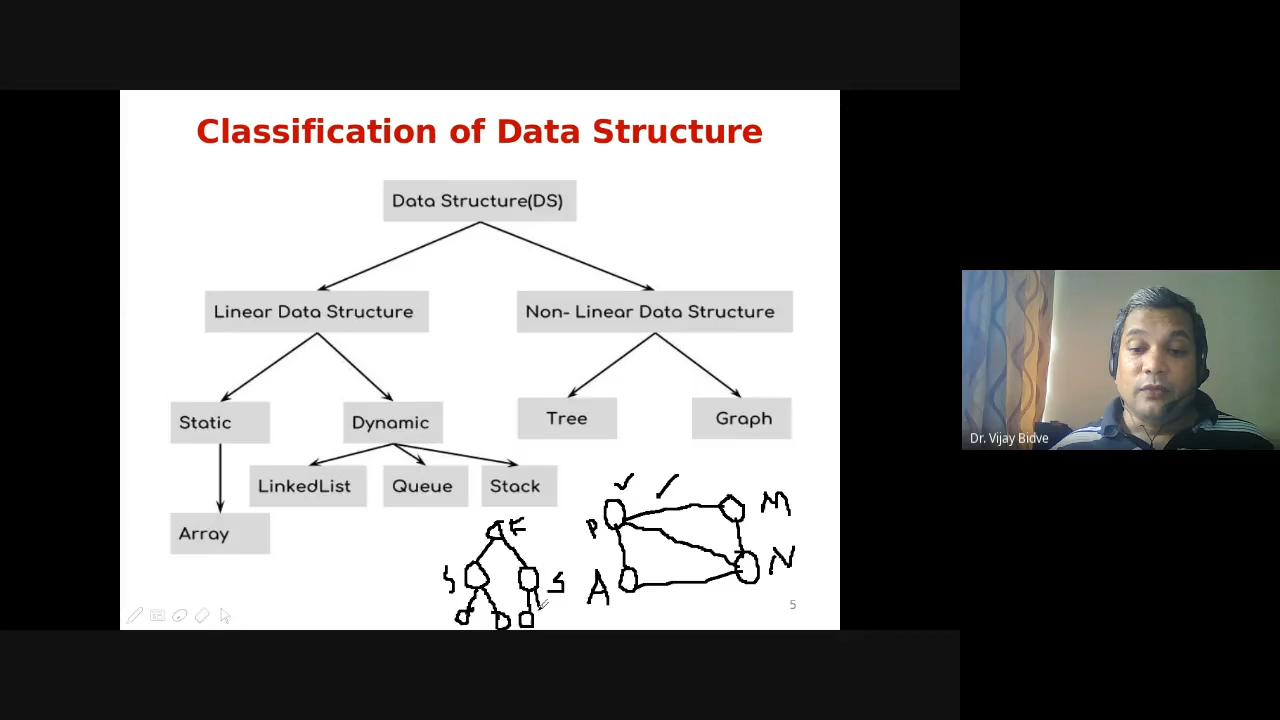 Classification of Data Structure
Data Structure(DS)
Linear Data Structure
Non- Linear Data Structure
Static
Dynamic
Tree
Graph
LinkedList
Queue
Stack
Array
F
M
P
N
S
S
A
5
Dr. Vijay Bidve